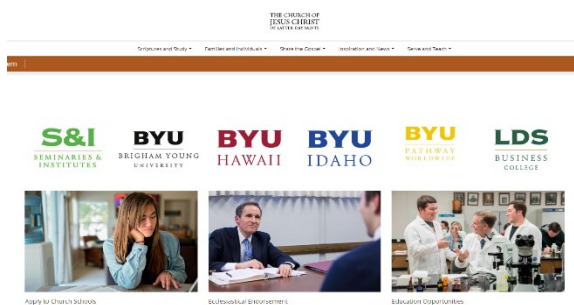 THE CHURCH OF
JESUS CHRIST
OF LATTER-DAY SAINTS
Scriptures and Study
Families and Individuals
Share the Gospel
Inspiration and News
Serve and Teach
S&I
SEMINARIES &
INSTITUTES
BYU
BRIGHAM YOUNG
UNIVERSITY
BYU
HAWAII
BYU
IDAHO
BYU
PATHWAY
WORLDWIDE
LDS
BUSINESS
COLLEGE
Apply to Church Schools
Ecclesiastical Endorsement
Education Opportunities